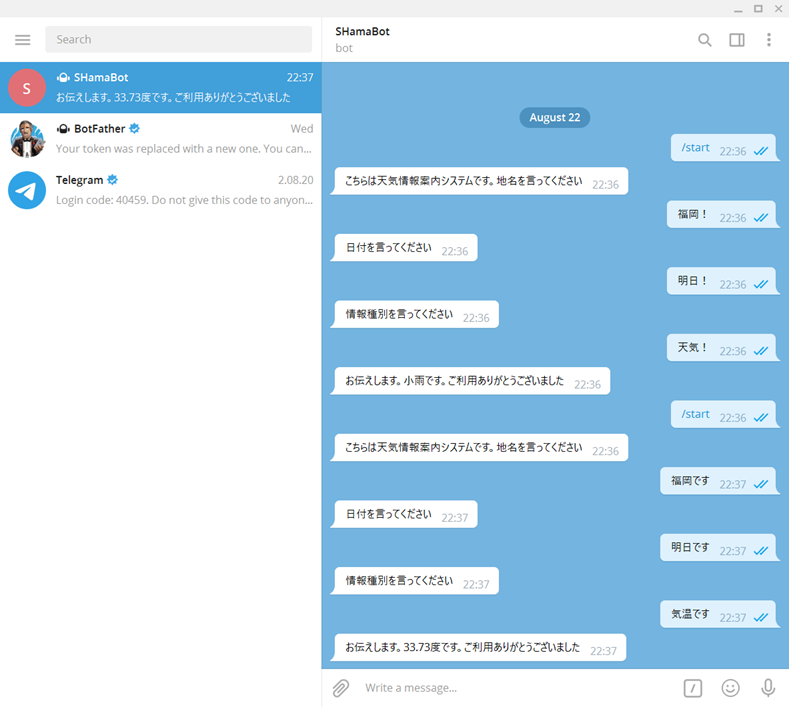 Search
SHamaBot 22:37
お伝えします。33.73度です。ご利用ありがとうございました
BotFather Wed
Your token was replaced with a new one. You can...
Telegram 2.08.20
Login code: 40459. Do not give this code to anyon...
S
SHamaBot
bot
August 22
/start 22:36
こちらは天気情報案内システムです。地名を言ってください 22:36
福岡！ 22:36
日付を言ってください 22:36
明日！ 22:36
情報種別を言ってください 22:36
天気！ 22:36
お伝えします。小雨です。ご利用ありがとうございました 22:36
/start 22:36
こちらは天気情報案内システムです。地名を言ってください 22:36
福岡です 22:37
日付を言ってください 22:37
明日です 22:37
情報種別を言ってください 22:37
気温です 22:37
お伝えします。33.73度です。ご利用ありがとうございました 22:37
Write a message...